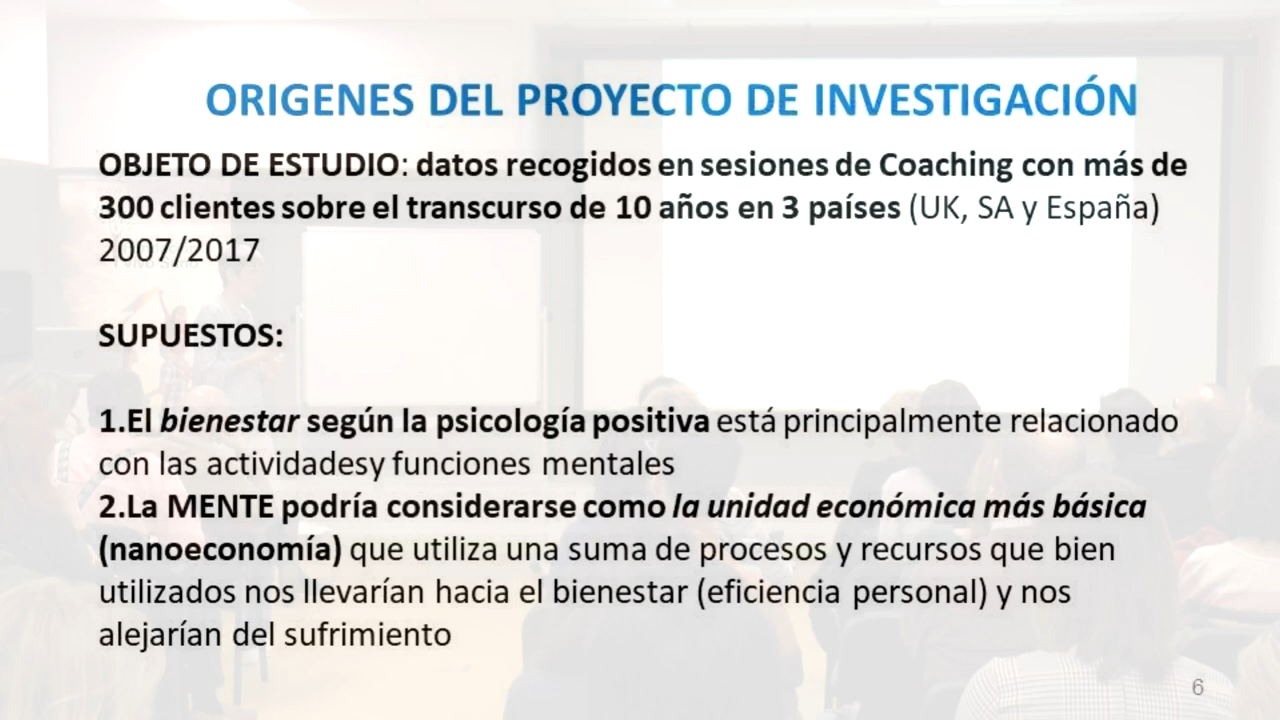 ORIGENES DEL PROYECTO DE INVESTIGACIÓN
OBJETO DE ESTUDIO: datos recogidos en sesiones de Coaching con más de
300 clientes sobre el transcurso de 10 años en 3 países (UK, SA y España)
2007/2017
SUPUESTOS:
1.El bienestar según la psicología positiva está principalmente relacionado
con las actividadesy funciones mentales
2.La MENTE podría considerarse como la unidad económica más básica
(nanoeconomía) que utiliza una suma de procesos y recursos que bien
utilizados nos llevarían hacia el bienestar (eficiencia personal) y nos
alejarían del sufrimiento
6